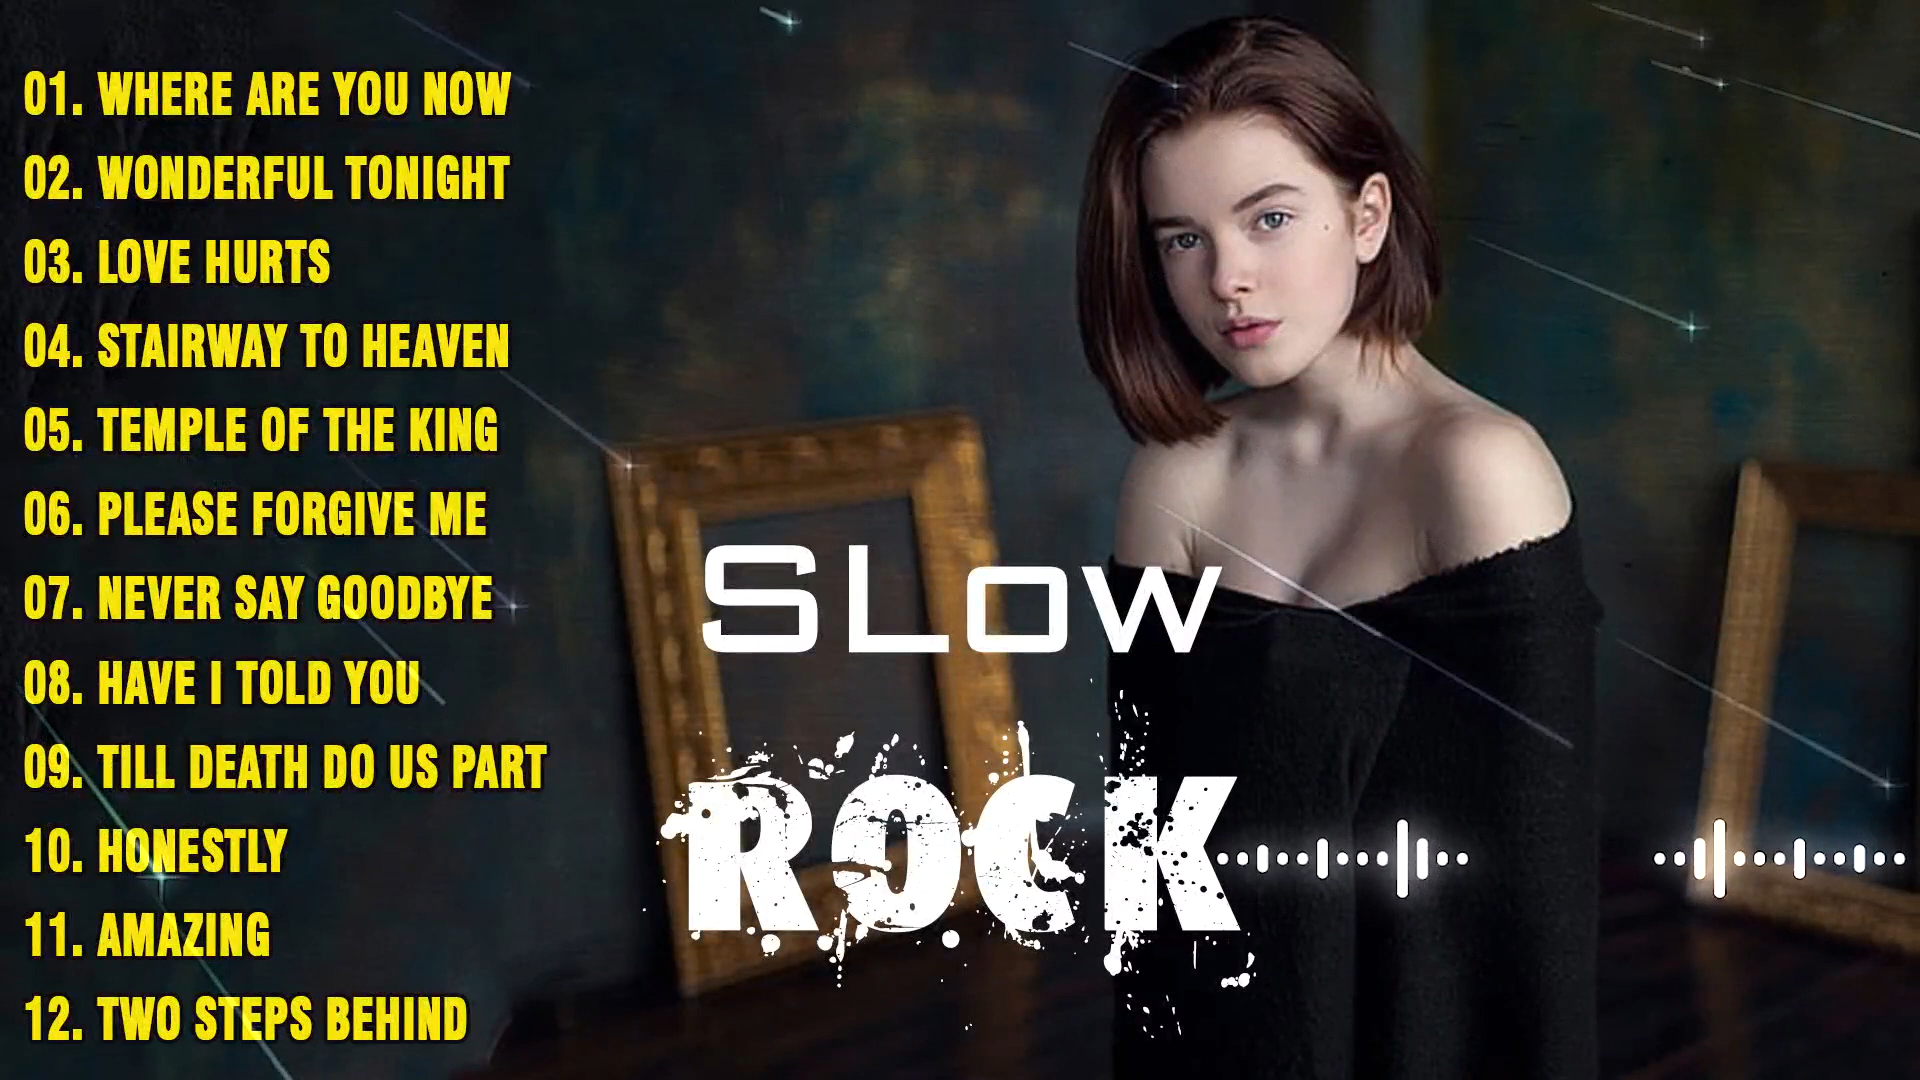 01. WHERE ARE YOU NOW
02. WONDERFUL TONIGHT
03. LOVE HURTS
04. STAIRWAY TO HEAVEN
05. TEMPLE OF THE KING
06. PLEASE FORGIVE ME
07. NEVER SAY GOODBYE
08. HAVE I TOLD YOU
09. TILL DEATH DO US PART
10. HONESTLY
11. AMAZING
12. TWO STEPS BEHIND
SLow
ROCK